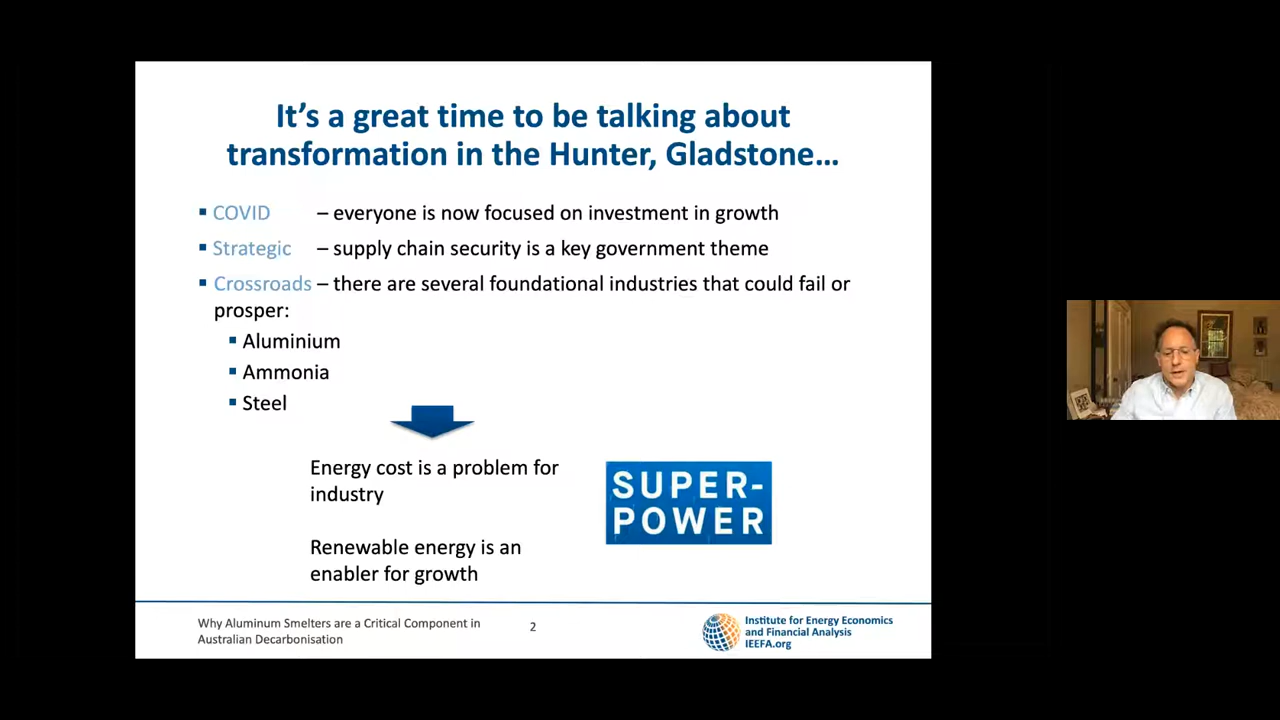 It's a great time to be talking about
transformation in the Hunter, Gladstone…
▪ COVID – everyone is now focused on investment in growth
▪ Strategic – supply chain security is a key government theme
▪ Crossroads – there are several foundational industries that could fail or
prosper:
▪ Aluminium
▪ Ammonia
▪ Steel
Energy cost is a problem for
industry
SUPER-
POWER
Renewable energy is an
enabler for growth
Why Aluminum Smelters are a Critical Component in
Australian Decarbonisation
2
Institute for Energy Economics
and Financial Analysis
IEEFA.org